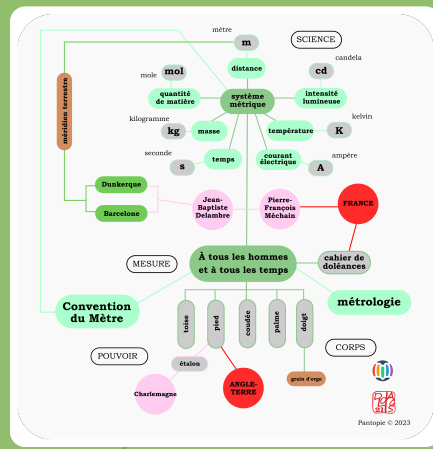 mètre
m
SCIENCE
distance
candela
cd
mole
mol
quantité
de matière
système
métrique
intensité
lumineuse
kilogramme
kg
masse
température
kelvin
K
seconde
s
temps
courant
électrique
ampère
A
méridien terrestre
Dunkerque
Barcelone
Jean-
Baptiste
Delambre
Pierre-
François
Méchain
FRANCE
MESURE
À tous les hommes
et à tous les temps
cahier de
doléances
Convention
du Mètre
métrologie
toise
pied
coudée
palme
doigt
POUVOIR
CORPS
étalon
grain d'orge
Charlemagne
ANGLE-
TERRE
Pantopie © 2023